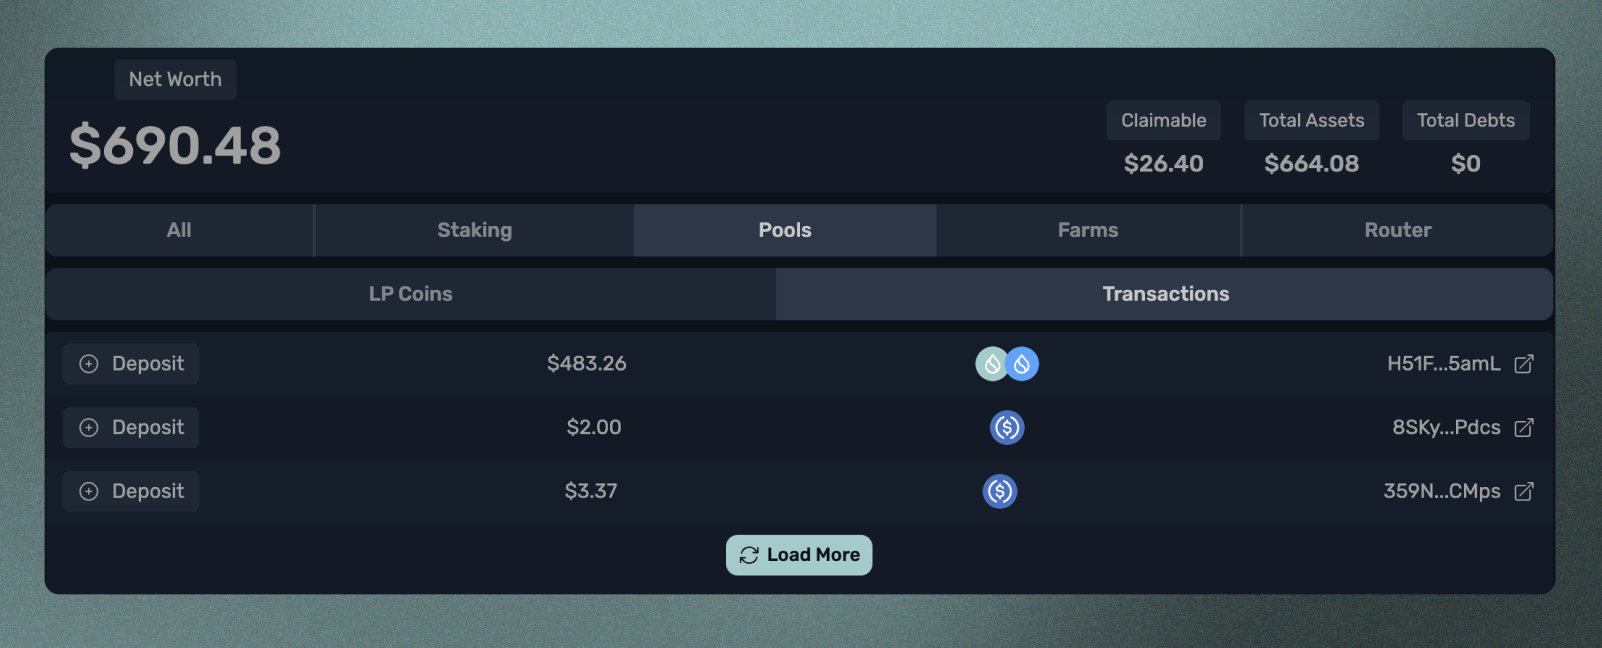 Net Worth
$690.48
Claimable Total Assets Total Debts
$26.40 $664.08 $0
All Staking Pools Farms Router
LP Coins Transactions
Deposit $483.26 H51F...5amL
Deposit $2.00 8SKy...Pdcs
Deposit $3.37 359N...CMps
Load More